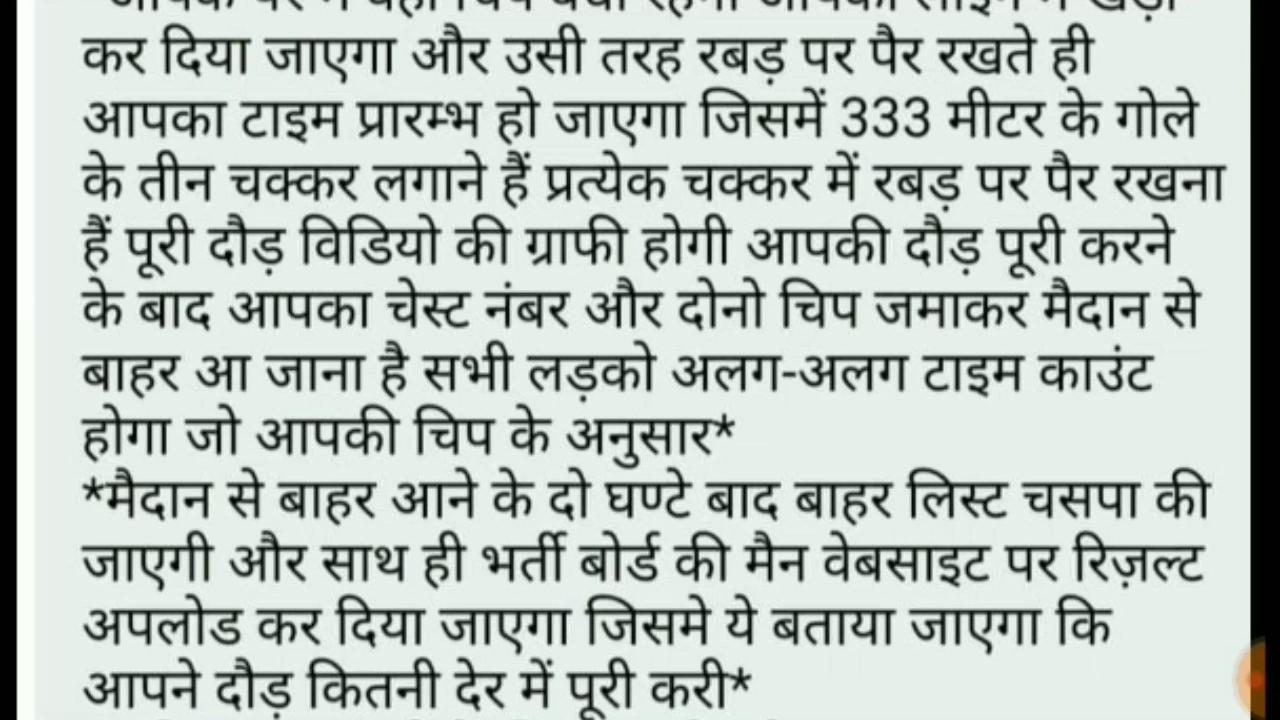 कर दिया जाएगा और उसी तरह रबड़ पर पैर रखते ही
आपका टाइम प्रारम्भ हो जाएगा जिसमें 333 मीटर के गोले
के तीन चक्कर लगाने हैं प्रत्येक चक्कर में रबड़ पर पैर रखना
हैं पूरी दौड़ विडियो की ग्राफी होगी आपकी दौड़ पूरी करने
के बाद आपका चेस्ट नंबर और दोनो चिप जमाकर मैदान से
बाहर आ जाना है सभी लड़को अलग-अलग टाइम काउंट
होगा जो आपकी चिप के अनुसार*
*मैदान से बाहर आने के दो घण्टे बाद बाहर लिस्ट चसपा की
जाएगी और साथ ही भर्ती बोर्ड की मैन वेबसाइट पर रिज़ल्ट
अपलोड कर दिया जाएगा जिसमे ये बताया जाएगा कि
आपने दौड़ कितनी देर में पूरी करी*